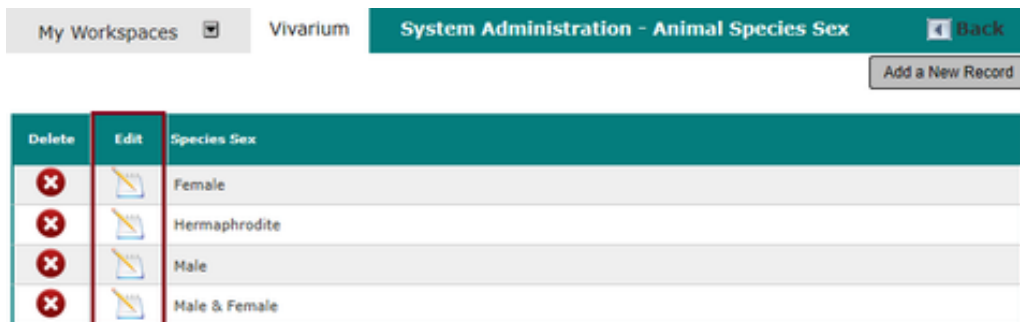 My Workspaces Vivarium System Administration - Animal Species Sex Back
Add a New Record
Delete Edit Species Sex
Female
Hermaphrodite
Male
Male & Female